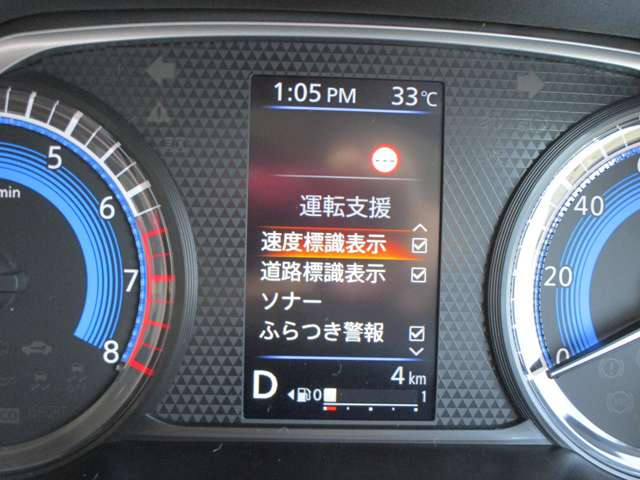 1:05 PM 33℃
運転支援
速度標識表示
道路標識表示
ソナー
ふらつき警報
D 4 km
0 1
5
6
7
8
min
40
20
0